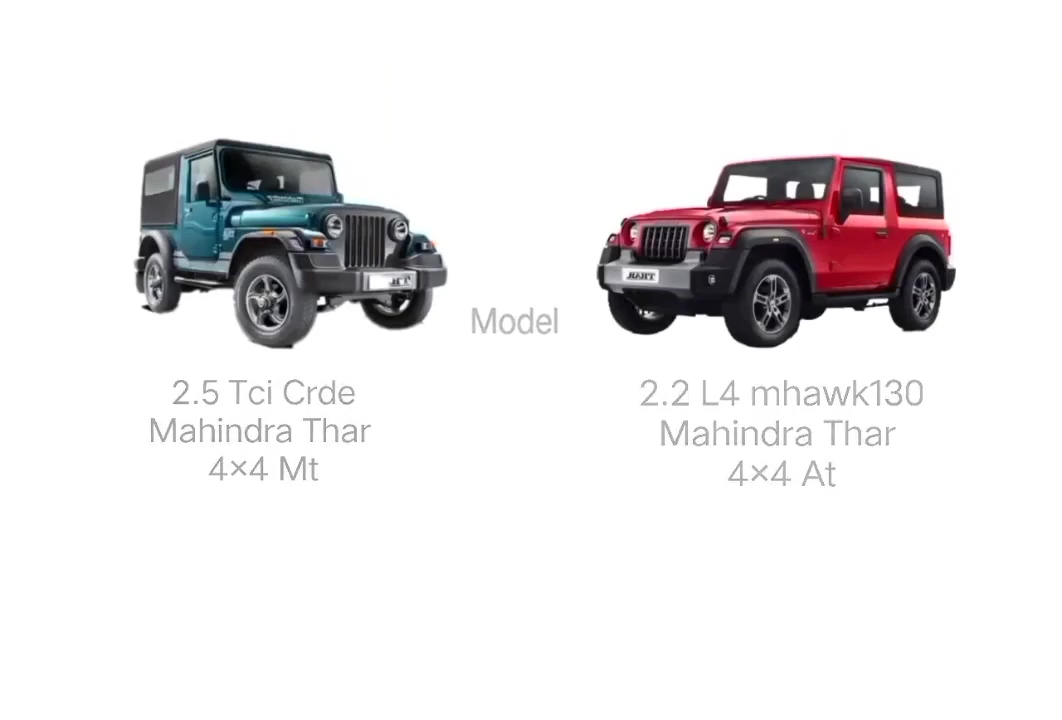 Model
2.5 Tci Crde
Mahindra Thar
4×4 Mt
2.2 L4 mhawk130
Mahindra Thar
4×4 At